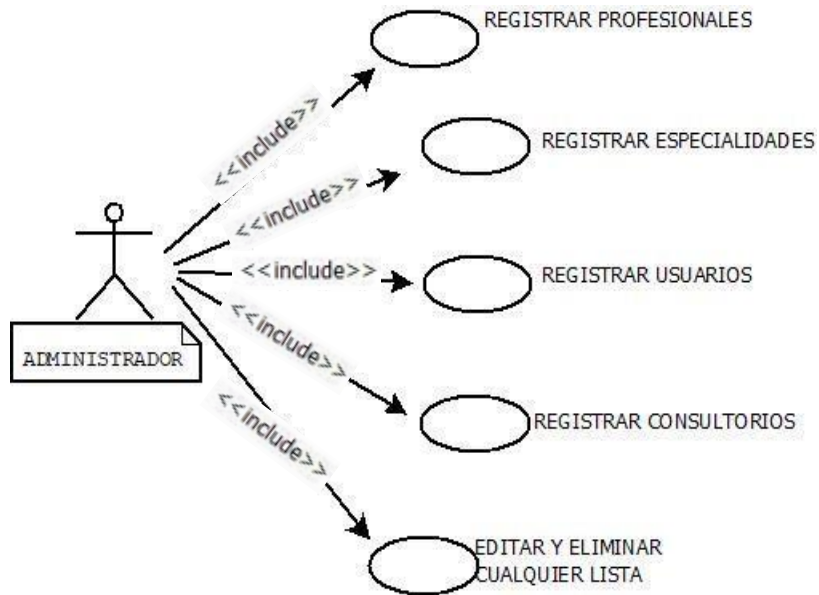 REGISTRAR PROFESIONALES
<<include>>
REGISTRAR ESPECIALIDADES
<<include>>
<<include>>
REGISTRAR USUARIOS
<<include>>
ADMINISTRADOR
<<include>>
REGISTRAR CONSULTORIOS
EDITAR Y ELIMINAR
CUALQUIER LISTA